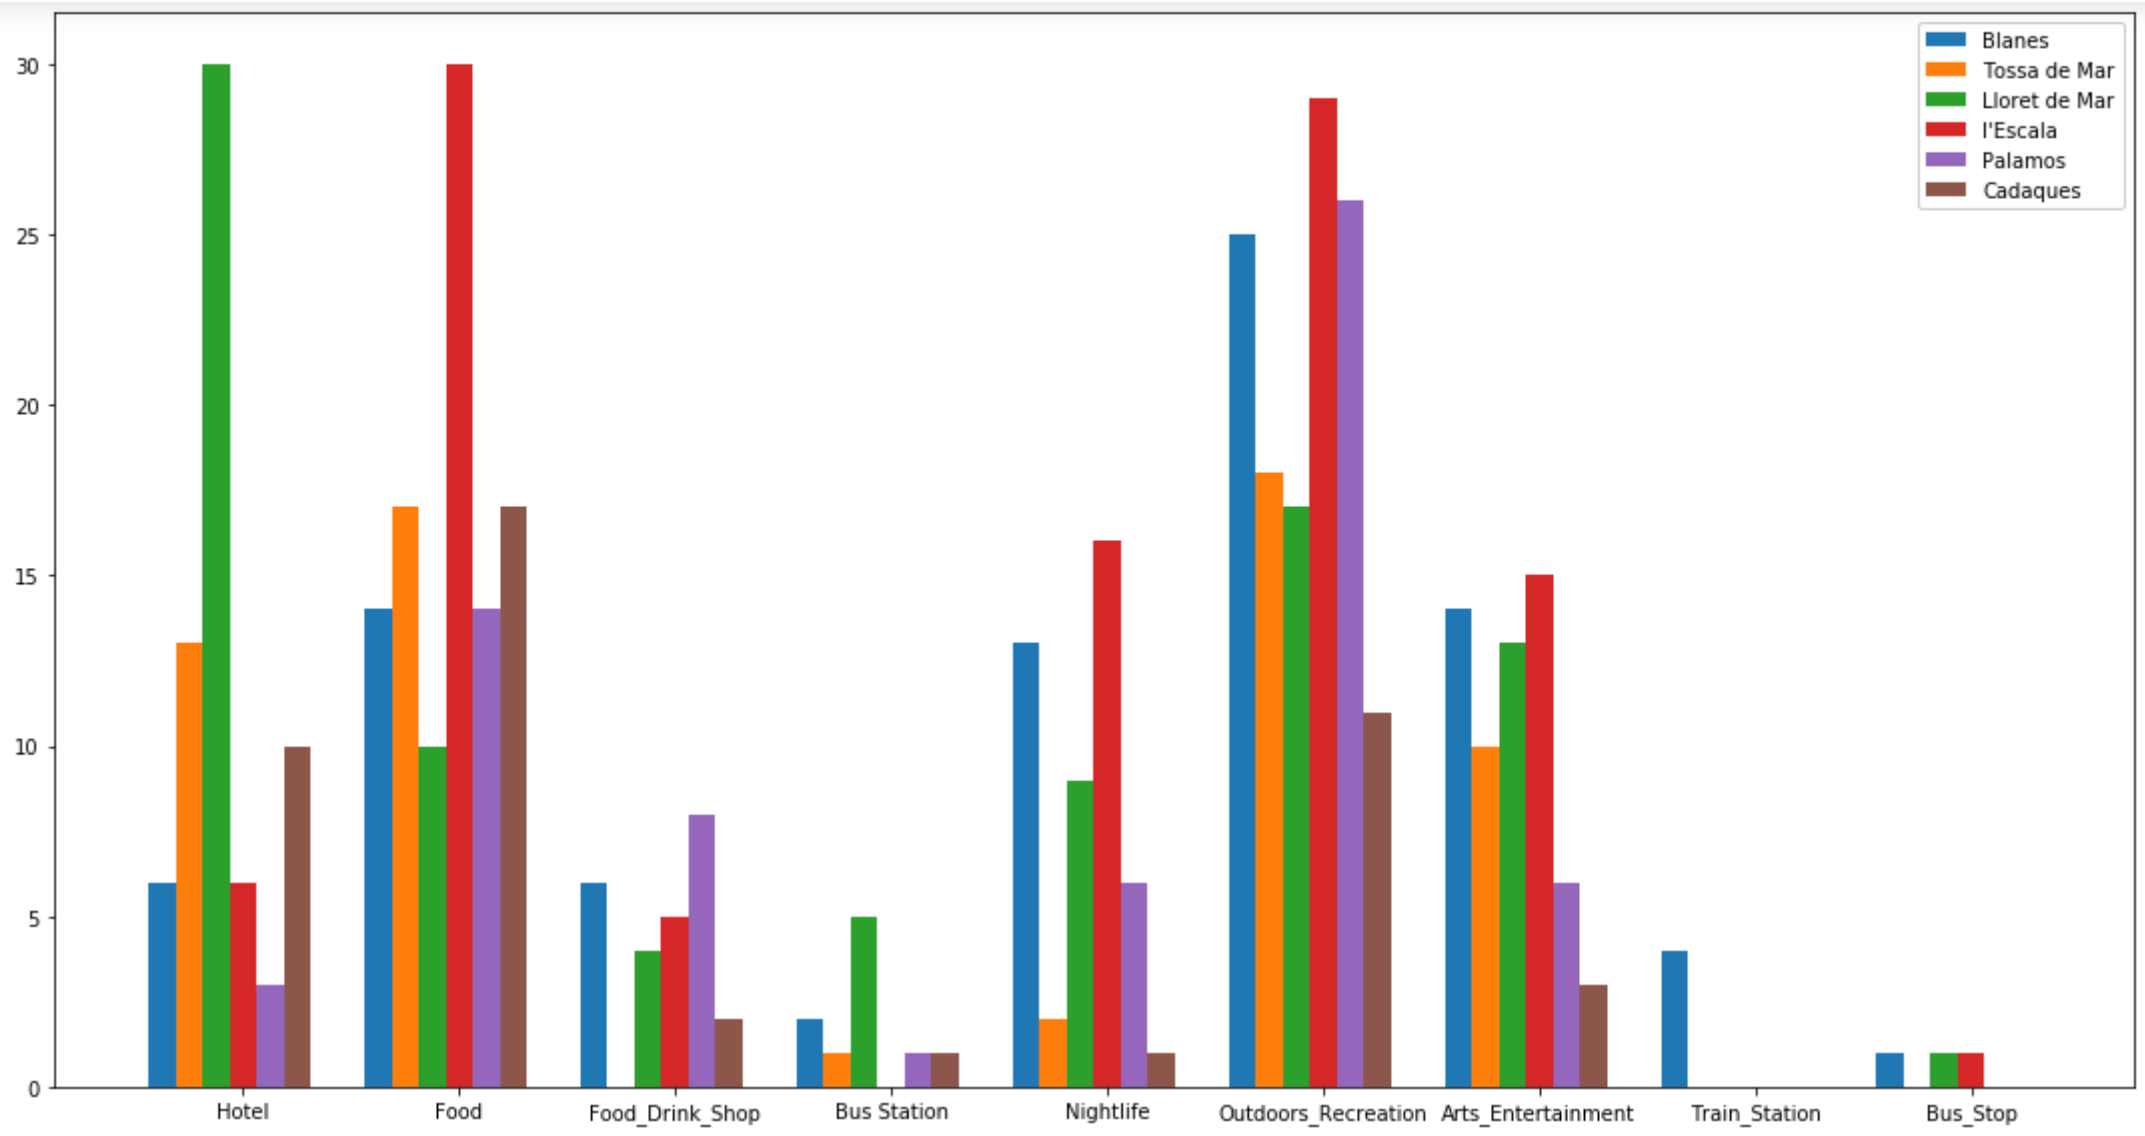 Blanes
Tossa de Mar
Lloret de Mar
l'Escala
Palamos
Cadaques
30
25
20
15
10
5
0
Hotel Food Food_Drink_Shop Bus Station Nightlife Outdoors_Recreation Arts_Entertainment Train_Station Bus_Stop